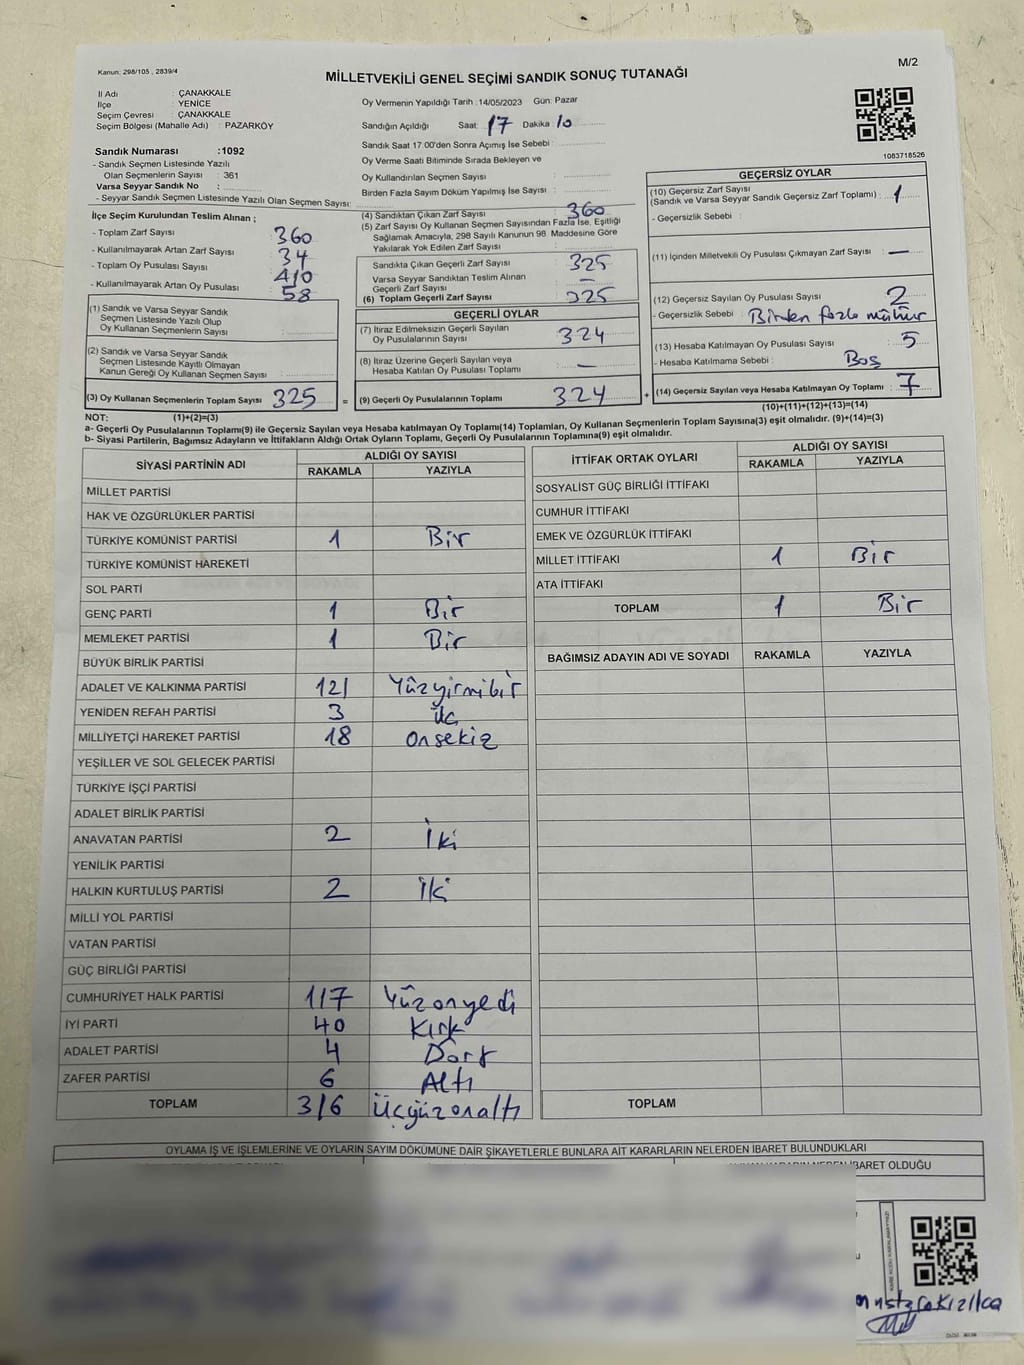 Kanun: 298/105 , 2839/4
M/2
MİLLETVEKİLİ GENEL SEÇİMİ SANDIK SONUÇ TUTANAĞI
İl Adı : ÇANAKKALE
İlçe : YENİCE
Seçim Çevresi : ÇANAKKALE
Seçim Bölgesi (Mahalle Adı) : PAZARKÖY
Sandık Numarası :1092
- Sandık Seçmen Listesinde Yazılı
Olan Seçmenlerin Sayısı : 361
Varsa Seyyar Sandık No :
- Seyyar Sandık Seçmen Listesinde Yazılı Olan Seçmen Sayısı:
Oy Vermenin Yapıldığı Tarih :14/05/2023 Gün: Pazar
Sandığın Açıldığı Saat: 17 Dakika 10
Sandık Saat 17.00'den Sonra Açımış İse Sebebi :
Oy Verme Saati Bitiminde Sırada Bekleyen ve
Oy Kullandırılan Seçmen Sayısı :
Birden Fazla Sayım Döküm Yapılmış İse Sayısı :
1083718526
İlçe Seçim Kurulundan Teslim Alınan ;
- Toplam Zarf Sayısı 360
- Kullanılmayarak Artan Zarf Sayısı 34
- Toplam Oy Pusulası Sayısı 410
- Kullanılmayarak Artan Oy Pusulası 58
(1) Sandık ve Varsa Seyyar Sandık
Seçmen Listesinde Yazılı Olup
Oy Kullanan Seçmenlerin Sayısı :
(2) Sandık ve Varsa Seyyar Sandık
Seçmen Listesinde Kayıtlı Olmayan
Kanun Gereği Oy Kullanan Seçmen Sayısı :
(3) Oy Kullanan Seçmenlerin Toplam Sayısı 325
(4) Sandıktan Çıkan Zarf Sayısı 360
(5) Zarf Sayısı Oy Kullanan Seçmen Sayısından Fazla İse, Eşitliği
Sağlamak Amacıyla, 298 Sayılı Kanunun 98. Maddesine Göre
Yakılarak Yok Edilen Zarf Sayısı :
Sandıkta Çıkan Geçerli Zarf Sayısı 325
Varsa Seyyar Sandıktan Teslim Alınan
Geçerli Zarf Sayısı : —
(6) Toplam Geçerli Zarf Sayısı 325
GEÇERLİ OYLAR
(7) İtiraz Edilmeksizin Geçerli Sayılan
Oy Pusulalarının Sayısı : 324
(8) İtiraz Üzerine Geçerli Sayılan veya
Hesaba Katılan Oy Pusulası Toplamı : —
= (9) Geçerli Oy Pusulalarının Toplamı 324
GEÇERSİZ OYLAR
(10) Geçersiz Zarf Sayısı
(Sandık ve Varsa Seyyar Sandık Geçersiz Zarf Toplamı) : 1
- Geçersizlik Sebebi :
(11) İçinden Milletvekili Oy Pusulası Çıkmayan Zarf Sayısı : —
(12) Geçersiz Sayılan Oy Pusulası Sayısı : 2
- Geçersizlik Sebebi : Birden fazla mühür
(13) Hesaba Katılmayan Oy Pusulası Sayısı : 5
- Hesaba Katılmama Sebebi : Boş
+ (14) Geçersiz Sayılan veya Hesaba Katılmayan Oy Toplamı : 7
NOT: (1)+(2)=(3) (10)+(11)+(12)+(13)=(14)
a- Geçerli Oy Pusulalarının Toplamı(9) ile Geçersiz Sayılan veya Hesaba katılmayan Oy Toplamı(14) Toplamları, Oy Kullanan Seçmenlerin Toplam Sayısına(3) eşit olmalıdır. (9)+(14)=(3)
b- Siyasi Partilerin, Bağımsız Adayların ve İttifakların Aldığı Ortak Oyların Toplamı, Geçerli Oy Pusulalarının Toplamına(9) eşit olmalıdır.
SİYASİ PARTİNİN ADI ALDIĞI OY SAYISI
RAKAMLA YAZIYLA
MİLLET PARTİSİ
HAK VE ÖZGÜRLÜKLER PARTİSİ
TÜRKİYE KOMÜNİST PARTİSİ 1 Bir
TÜRKİYE KOMÜNİST HAREKETİ
SOL PARTİ
GENÇ PARTİ 1 Bir
MEMLEKET PARTİSİ 1 Bir
BÜYÜK BİRLİK PARTİSİ
ADALET VE KALKINMA PARTİSİ 121 Yüzyirmibir
YENİDEN REFAH PARTİSİ 3 üç
MİLLİYETÇİ HAREKET PARTİSİ 18 onsekiz
YEŞİLLER VE SOL GELECEK PARTİSİ
TÜRKİYE İŞÇİ PARTİSİ
ADALET BİRLİK PARTİSİ
ANAVATAN PARTİSİ 2 İki
YENİLİK PARTİSİ
HALKIN KURTULUŞ PARTİSİ 2 İki
MİLLİ YOL PARTİSİ
VATAN PARTİSİ
GÜÇ BİRLİĞİ PARTİSİ
CUMHURİYET HALK PARTİSİ 117 Yüzonyedi
İYİ PARTİ 40 Kırk
ADALET PARTİSİ 4 Dört
ZAFER PARTİSİ 6 Altı
TOPLAM 316 Üçyüzonaltı
İTTİFAK ORTAK OYLARI ALDIĞI OY SAYISI
RAKAMLA YAZIYLA
SOSYALİST GÜÇ BİRLİĞİ İTTİFAKI
CUMHUR İTTİFAKI
EMEK VE ÖZGÜRLÜK İTTİFAKI
MİLLET İTTİFAKI 1 Bir
ATA İTTİFAKI
TOPLAM 1 Bir
BAĞIMSIZ ADAYIN ADI VE SOYADI RAKAMLA YAZIYLA
TOPLAM
OYLAMA İŞ VE İŞLEMLERİNE VE OYLARIN SAYIM DÖKÜMÜNE DAİR ŞİKAYETLERLE BUNLARA AİT KARARLARIN NELERDEN İBARET BULUNDUKLARI
İBARET OLDUĞU